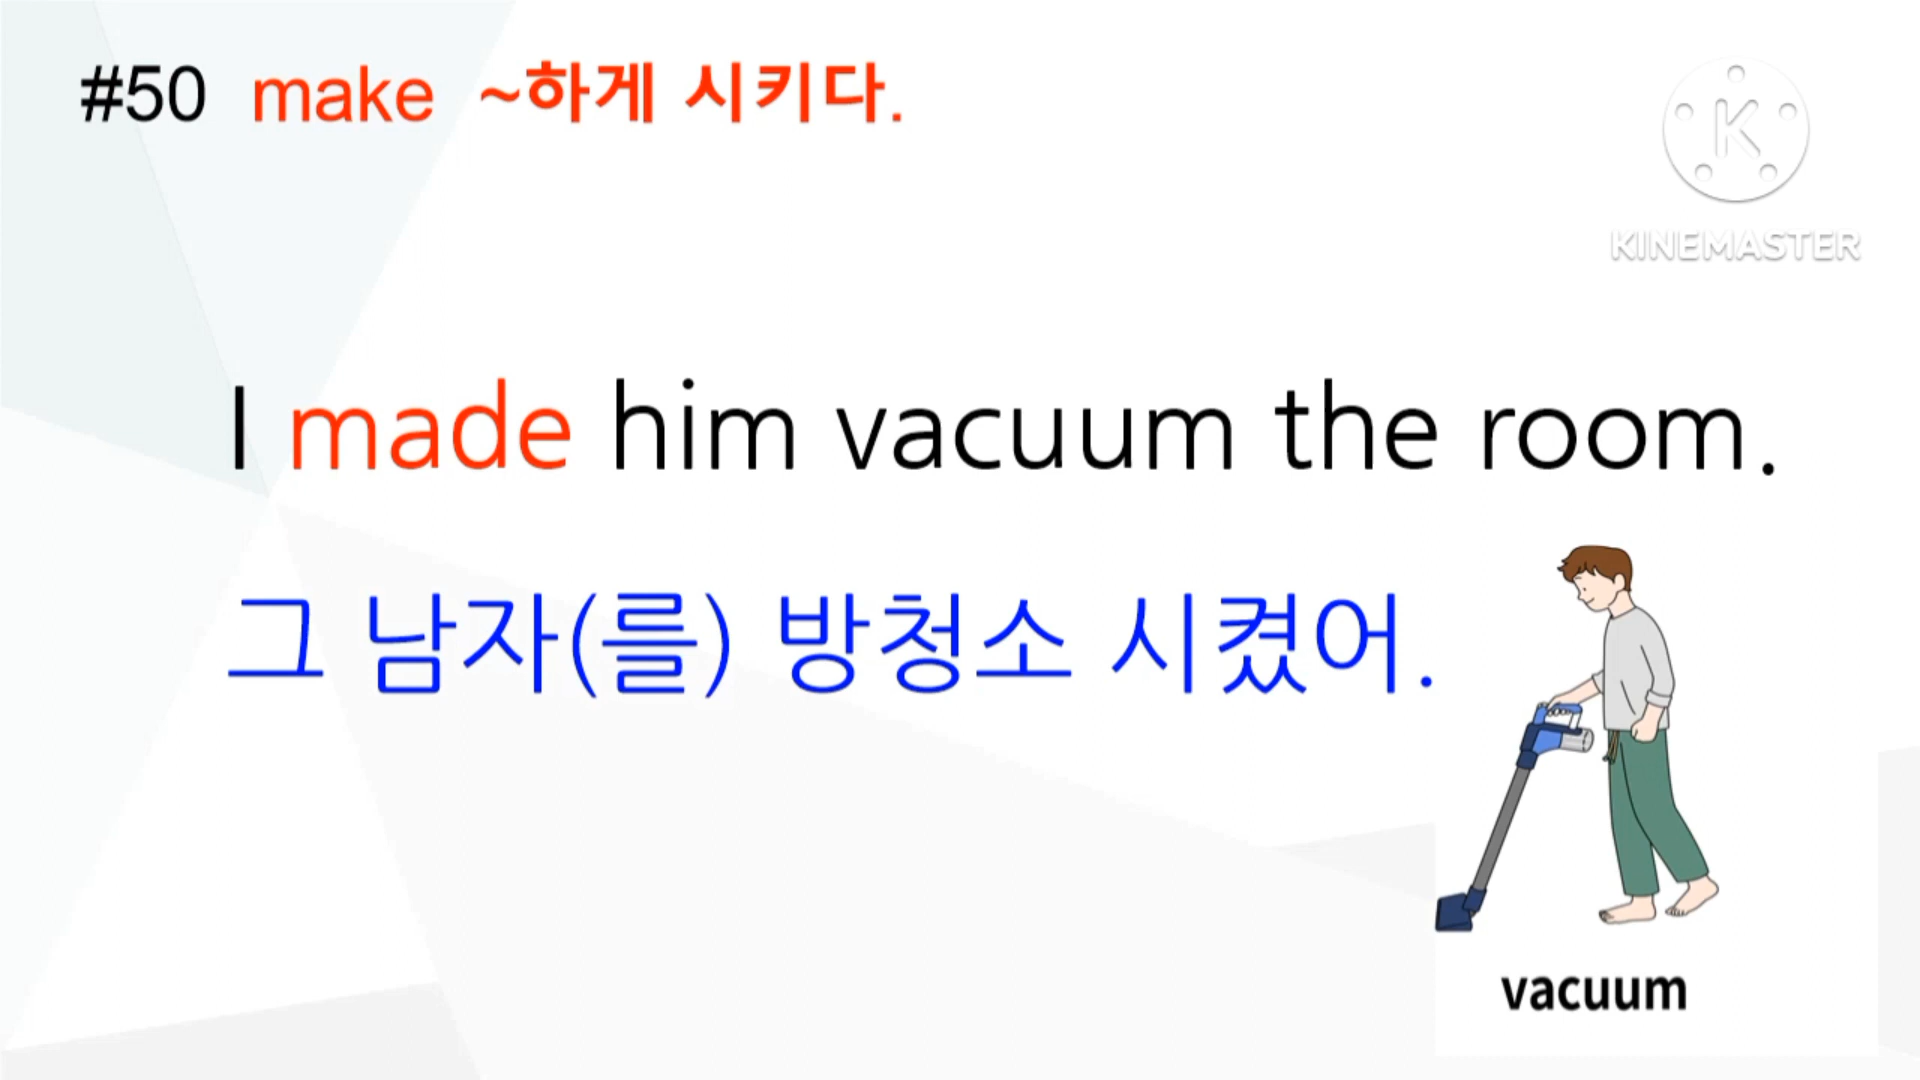 #50 make ~하게 시키다.
K
KINEMASTER
I made him vacuum the room.
그 남자(를) 방청소 시켰어.
vacuum